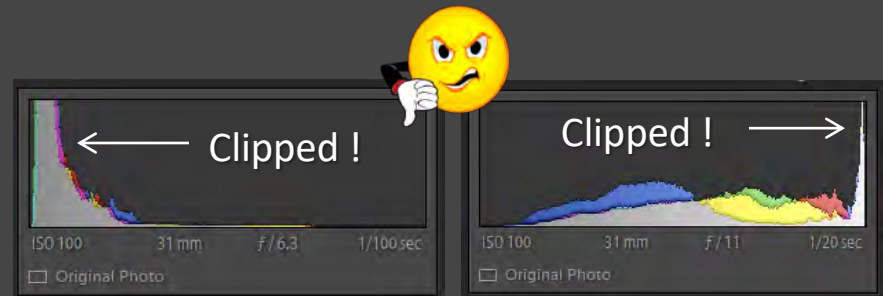 Clipped !
ISO 100 31 mm ƒ / 6.3 1/100 sec
Original Photo
Clipped !
ISO 100 31 mm ƒ / 11 1/20 sec
Original Photo